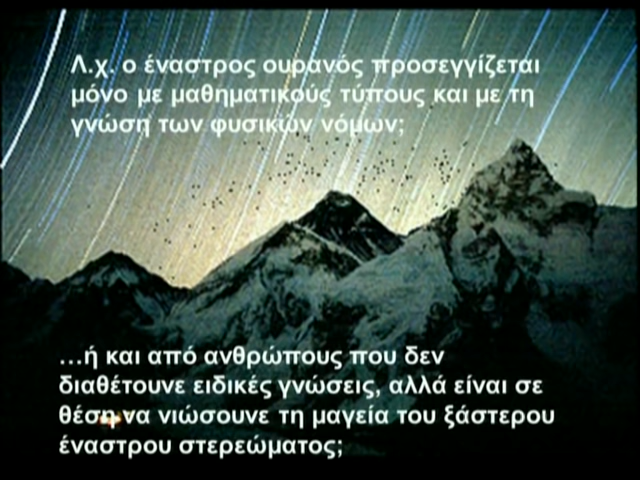 Λ.χ. ο έναστρος ουρανός προσεγγίζεται
μόνο με μαθηματικούς τύπους και με τη
γνώση των φυσικών νόμων;
…ή και από ανθρώπους που δεν
διαθέτουνε ειδικές γνώσεις, αλλά είναι σε
θέση να νιώσουνε τη μαγεία του ξάστερου
έναστρου στερεώματος;